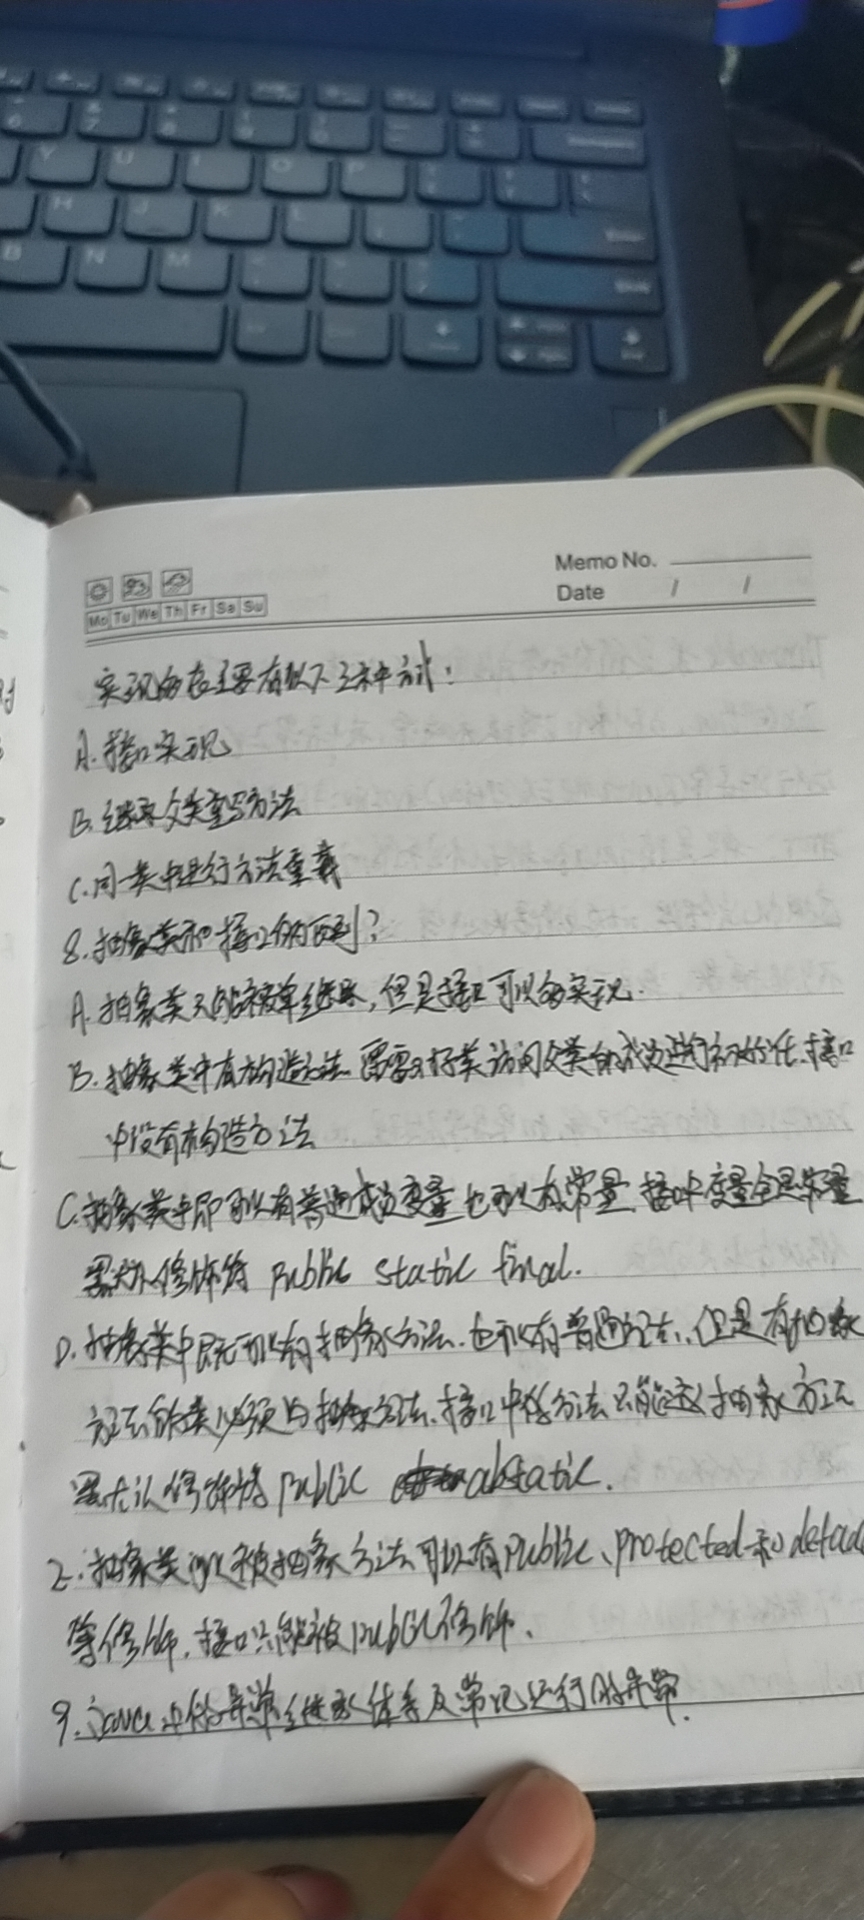 Memo No.
Date / /
Mo Tu We Th Fr Sa Su
实现的主要有以下三种方式:
A. 接口实现
B. 继承父类重写方法
C. 同一类中进行方法重载
8. 抽象类和接口的区别?
A. 抽象类只能被单继承,但是接口可以多实现.
B. 抽象类中有构造方法 需要子类访问父类的成员进行初始化. 接口
中没有构造方法
C. 抽象类中即可以有普通成员变量 也可以有常量. 接口中变量全是常量
默认修饰符 public static final.
D. 抽象类中既可以有抽象方法. 也可以有普通方法, 但是有抽象
方法的类必须为抽象方法. 接口中的方法只能是抽象方法
默认修饰符 public abstatic.
E. 抽象类可以被抽象方法可以有public、protected和defau
等修饰. 接口只能被public修饰.
9. java中的异常继承体系及常见运行时异常.